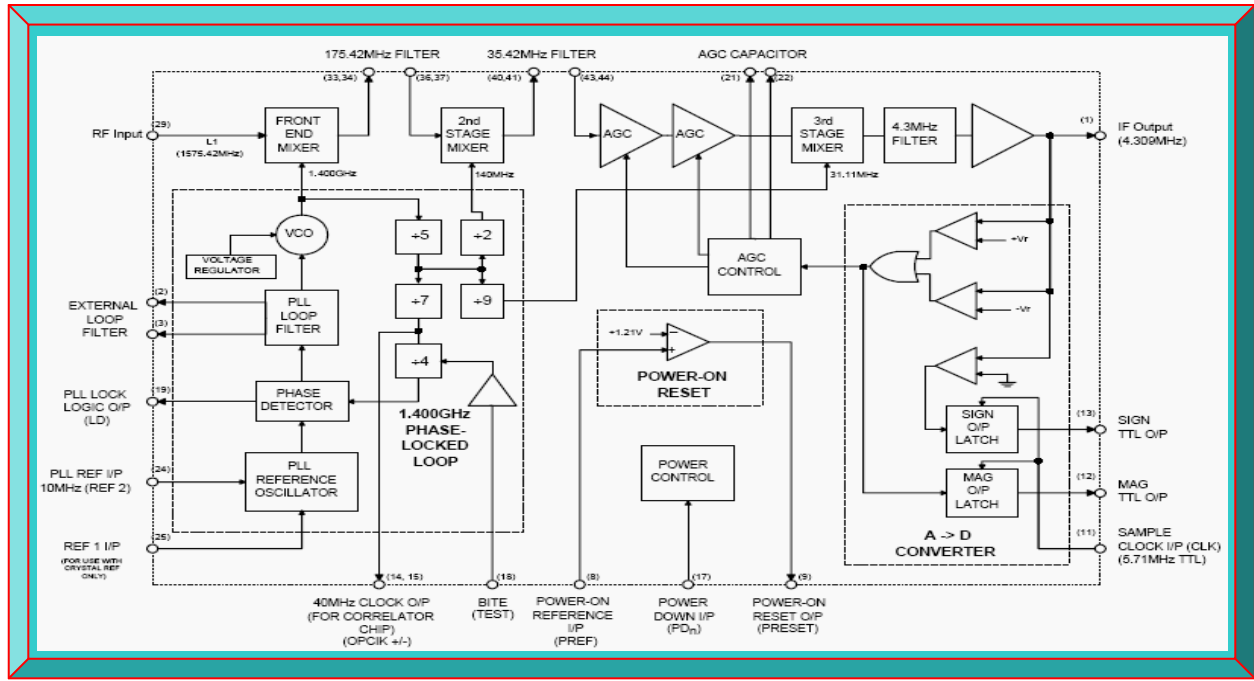 175.42MHz FILTER
35.42MHz FILTER
AGC CAPACITOR
(33,34)
(36,37)
(40,41)
(43,44)
(21)
(22)
RF Input
(29)
L1
(1575.42MHz)
FRONT
END
MIXER
2nd
STAGE
MIXER
AGC
AGC
3rd
STAGE
MIXER
4.3MHz
FILTER
(1)
IF Output
(4.309MHz)
1.400GHz
140MHz
31.11MHz
VCO
÷5
÷2
VOLTAGE
REGULATOR
AGC
CONTROL
+Vr
-Vr
EXTERNAL
LOOP
FILTER
(2)
(3)
PLL
LOOP
FILTER
÷7
÷9
÷4
+1.21V
−
+
POWER-ON
RESET
PLL LOCK
LOGIC O/P
(LD)
(19)
PHASE
DETECTOR
1.400GHz
PHASE-
LOCKED
LOOP
SIGN
O/P
LATCH
(13)
SIGN
TTL O/P
PLL REF I/P
10MHz (REF 2)
(24)
PLL
REFERENCE
OSCILLATOR
POWER
CONTROL
MAG
O/P
LATCH
(12)
MAG
TTL O/P
REF 1 I/P
(FOR USE WITH
CRYSTAL REF
ONLY)
(25)
A -> D
CONVERTER
(11)
SAMPLE
CLOCK I/P (CLK)
(5.71MHz TTL)
(14, 15)
(18)
(8)
(17)
(9)
40MHz CLOCK O/P
(FOR CORRELATOR
CHIP)
(OPCIK +/-)
BITE
(TEST)
POWER-ON
REFERENCE
I/P
(PREF)
POWER
DOWN I/P
(PDn)
POWER-ON
RESET O/P
(PRESET)